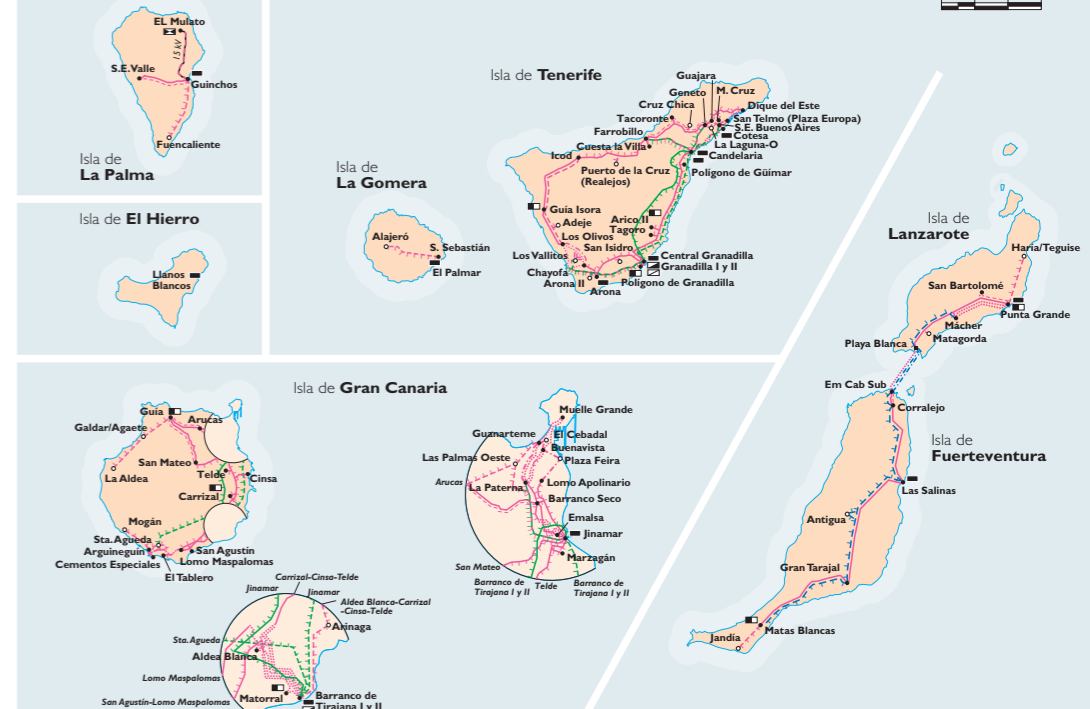 EL Mulato
15 kV
S.E.Valle
Guinchos
Fuencaliente
Isla de
La Palma
Isla de El Hierro
Llanos
Blancos
Isla de
La Gomera
Alajeró
S. Sebastián
El Palmar
Isla de Tenerife
Guajara
Geneto
M. Cruz
Cruz Chica
Dique del Este
Tacoronte
San Telmo (Plaza Europa)
Farrobillo
S.E. Buenos Aires
Cotesa
Cuesta la Villa
La Laguna-O
Icod
Candelaria
Puerto de la Cruz
(Realejos)
Polígono de Güímar
Guía Isora
Adeje
Arico II
Tagoro
Los Olivos
San Isidro
Los Vallitos
Central Granadilla
Granadilla I y II
Chayofa
Arona II
Polígono de Granadilla
Arona
Isla de
Lanzarote
Haría/Teguise
San Bartolomé
Punta Grande
Mácher
Matagorda
Playa Blanca
Em Cab Sub
Corralejo
Isla de
Fuerteventura
Las Salinas
Antigua
Gran Tarajal
Matas Blancas
Jandía
Isla de Gran Canaria
Guía
Arucas
Galdar/Agaete
San Mateo
Telde
Cinsa
La Aldea
Carrizal
Mogán
Sta. Agueda
Arguineguín
San Agustín
Lomo Maspalomas
Cementos Especiales
El Tablero
Muelle Grande
Guanarteme
El Cebadal
Buenavista
Las Palmas Oeste
Plaza Feira
Arucas
La Paterna
Lomo Apolinario
Barranco Seco
Emalsa
Jinamar
Marzagán
San Mateo
Barranco de
Tirajana I y II
Telde
Barranco de
Tirajana I y II
Carrizal-Cinsa-Telde
Jinamar
Jinamar
Aldea Blanca-Carrizal
-Cinsa-Telde
Arinaga
Sta. Agueda
Aldea Blanca
Lomo Maspalomas
San Agustín-Lomo Maspalomas
Matorral
Barranco de
Tirajana I y II